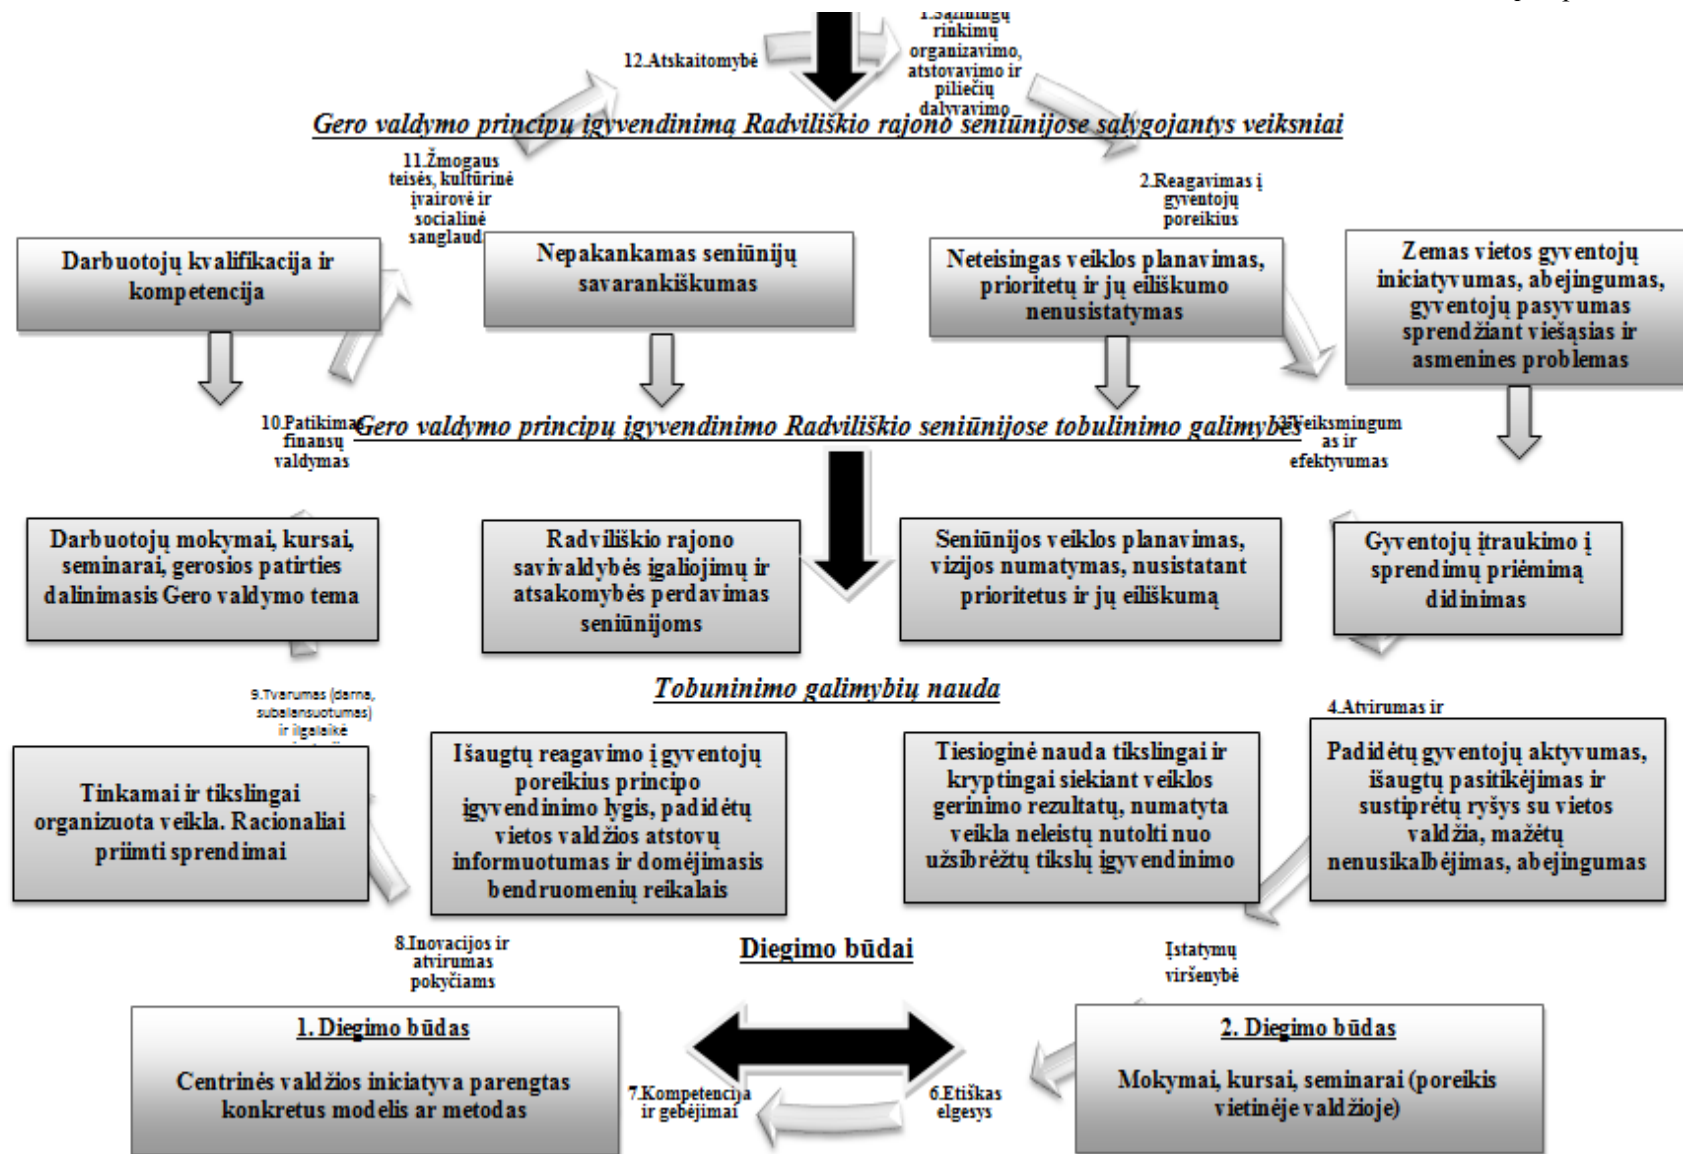 1.Sąžiningų
rinkimų
organizavimo,
atstovavimo ir
piliečių
dalyvavimo
12.Atskaitomybė
Gero valdymo principų įgyvendinimą Radviliškio rajono seniūnijose sąlygojantys veiksniai
11.Žmogaus
teisės, kultūrinė
įvairovė ir
socialinė
sanglauda
2.Reagavimas į
gyventojų
poreikius
Darbuotojų kvalifikacija ir
kompetencija
Nepakankamas seniūnijų
savarankiškumas
Neteisingas veiklos planavimas,
prioritetų ir jų eiliškumo
nenusistatymas
Zemas vietos gyventojų
iniciatyvumas, abejingumas,
gyventojų pasyvumas
sprendžiant viešąsias ir
asmenines problemas
10.Patikimas
finansų
valdymas
Gero valdymo principų įgyvendinimo Radviliškio seniūnijose tobulinimo galimybės
3.Veiksmingum
as ir
efektyvumas
Darbuotojų mokymai, kursai,
seminarai, gerosios patirties
dalinimasis Gero valdymo tema
Radviliškio rajono
savivaldybės įgaliojimų ir
atsakomybės perdavimas
seniūnijoms
Seniūnijos veiklos planavimas,
vizijos numatymas, nusistatant
prioritetus ir jų eiliškumą
Gyventojų įtraukimo į
sprendimų priėmimą
didinimas
Tobuninimo galimybių nauda
9.Tvarumas (darna,
subalansuotumas)
ir ilgalaikė
4.Atvirumas ir
Tinkamai ir tikslingai
organizuota veikla. Racionaliai
priimti sprendimai
Išaugtų reagavimo į gyventojų
poreikius principo
įgyvendinimo lygis, padidėtų
vietos valdžios atstovų
informuotumas ir domėjimasis
bendruomenių reikalais
Tiesioginė nauda tikslingai ir
kryptingai siekiant veiklos
gerinimo rezultatų, numatyta
veikla neleistų nutolti nuo
užsibrėžtų tikslų įgyvendinimo
Padidėtų gyventojų aktyvumas,
išaugtų pasitikėjimas ir
sustiprėtų ryšys su vietos
valdžia, mažėtų
nenusikalbėjimas, abejingumas
8.Inovacijos ir
atvirumas
pokyčiams
Diegimo būdai
Įstatymų
viršenybė
1. Diegimo būdas
Centrinės valdžios iniciatyva parengtas
konkretus modelis ar metodas
7.Kompetencija
ir gebėjimai
6.Etiškas
elgesys
2. Diegimo būdas
Mokymai, kursai, seminarai (poreikis
vietinėje valdžioje)